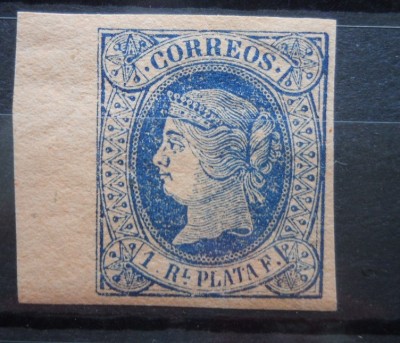 · CORREOS ·
1. RL PLATA F.